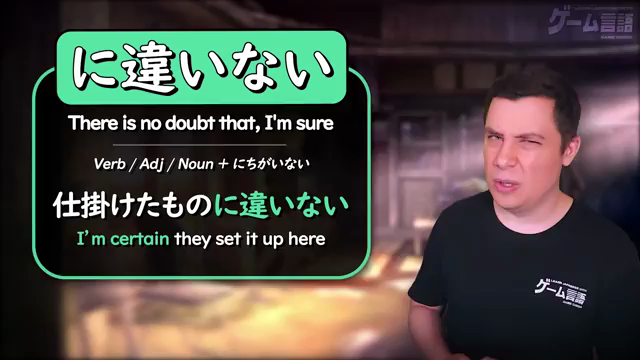 に違いない
There is no doubt that, I'm sure
Verb / Adj / Noun + にちがいない
仕掛けたものに違いない
I'm certain they set it up here
ゲーム言語
ゲーム言語